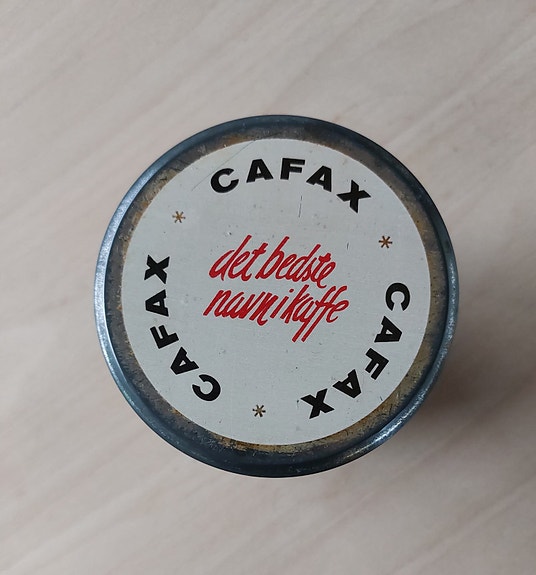 CAFAX
det bedste
navn i kaffe
CAFAX
CAFAX